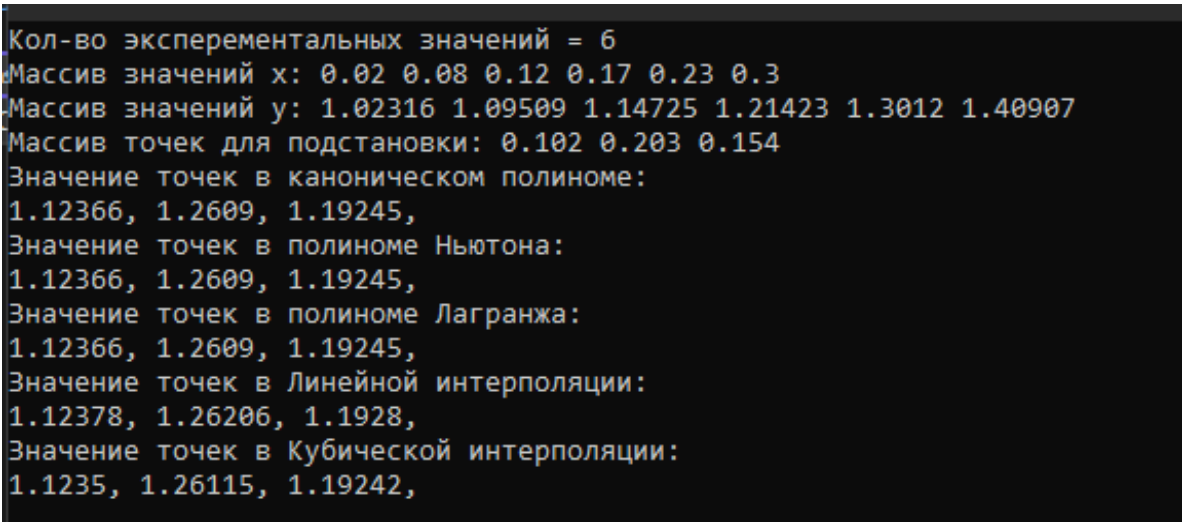 Кол-во эксперементальных значений = 6
Массив значений x: 0.02 0.08 0.12 0.17 0.23 0.3
Массив значений y: 1.02316 1.09509 1.14725 1.21423 1.3012 1.40907
Массив точек для подстановки: 0.102 0.203 0.154
Значение точек в каноническом полиноме:
1.12366, 1.2609, 1.19245,
Значение точек в полиноме Ньютона:
1.12366, 1.2609, 1.19245,
Значение точек в полиноме Лагранжа:
1.12366, 1.2609, 1.19245,
Значение точек в Линейной интерполяции:
1.12378, 1.26206, 1.1928,
Значение точек в Кубической интерполяции:
1.1235, 1.26115, 1.19242,